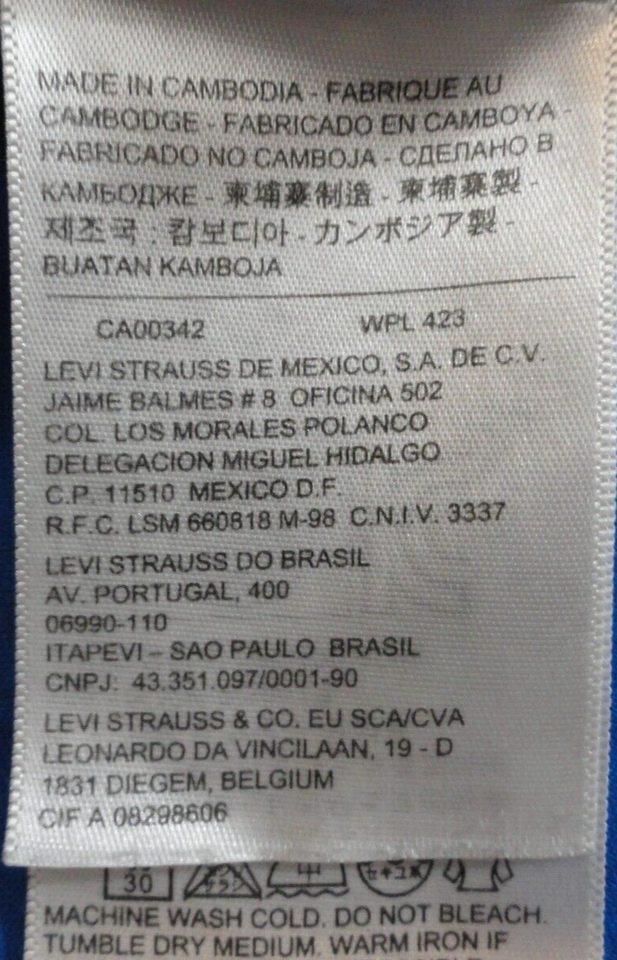 MADE IN CAMBODIA - FABRIQUE AU
CAMBODGE - FABRICADO EN CAMBOYA -
FABRICADO NO CAMBOJA - СДЕЛАНО В
КАМБОДЖЕ - 柬埔寨制造 - 柬埔寨製 -
제조국 : 캄보디아 - カンボジア製 -
BUATAN KAMBOJA
CA00342 WPL 423
LEVI STRAUSS DE MEXICO, S.A. DE C.V.
JAIME BALMES # 8 OFICINA 502
COL. LOS MORALES POLANCO
DELEGACION MIGUEL HIDALGO
C.P. 11510 MEXICO D.F.
R.F.C. LSM 660818 M-98 C.N.I.V. 3337
LEVI STRAUSS DO BRASIL
AV. PORTUGAL, 400
06990-110
ITAPEVI – SAO PAULO BRASIL
CNPJ: 43.351.097/0001-90
LEVI STRAUSS & CO. EU SCA/CVA
LEONARDO DA VINCILAAN, 19 - D
1831 DIEGEM, BELGIUM
CIF A 08298606
30
MACHINE WASH COLD. DO NOT BLEACH.
TUMBLE DRY MEDIUM. WARM IRON IF